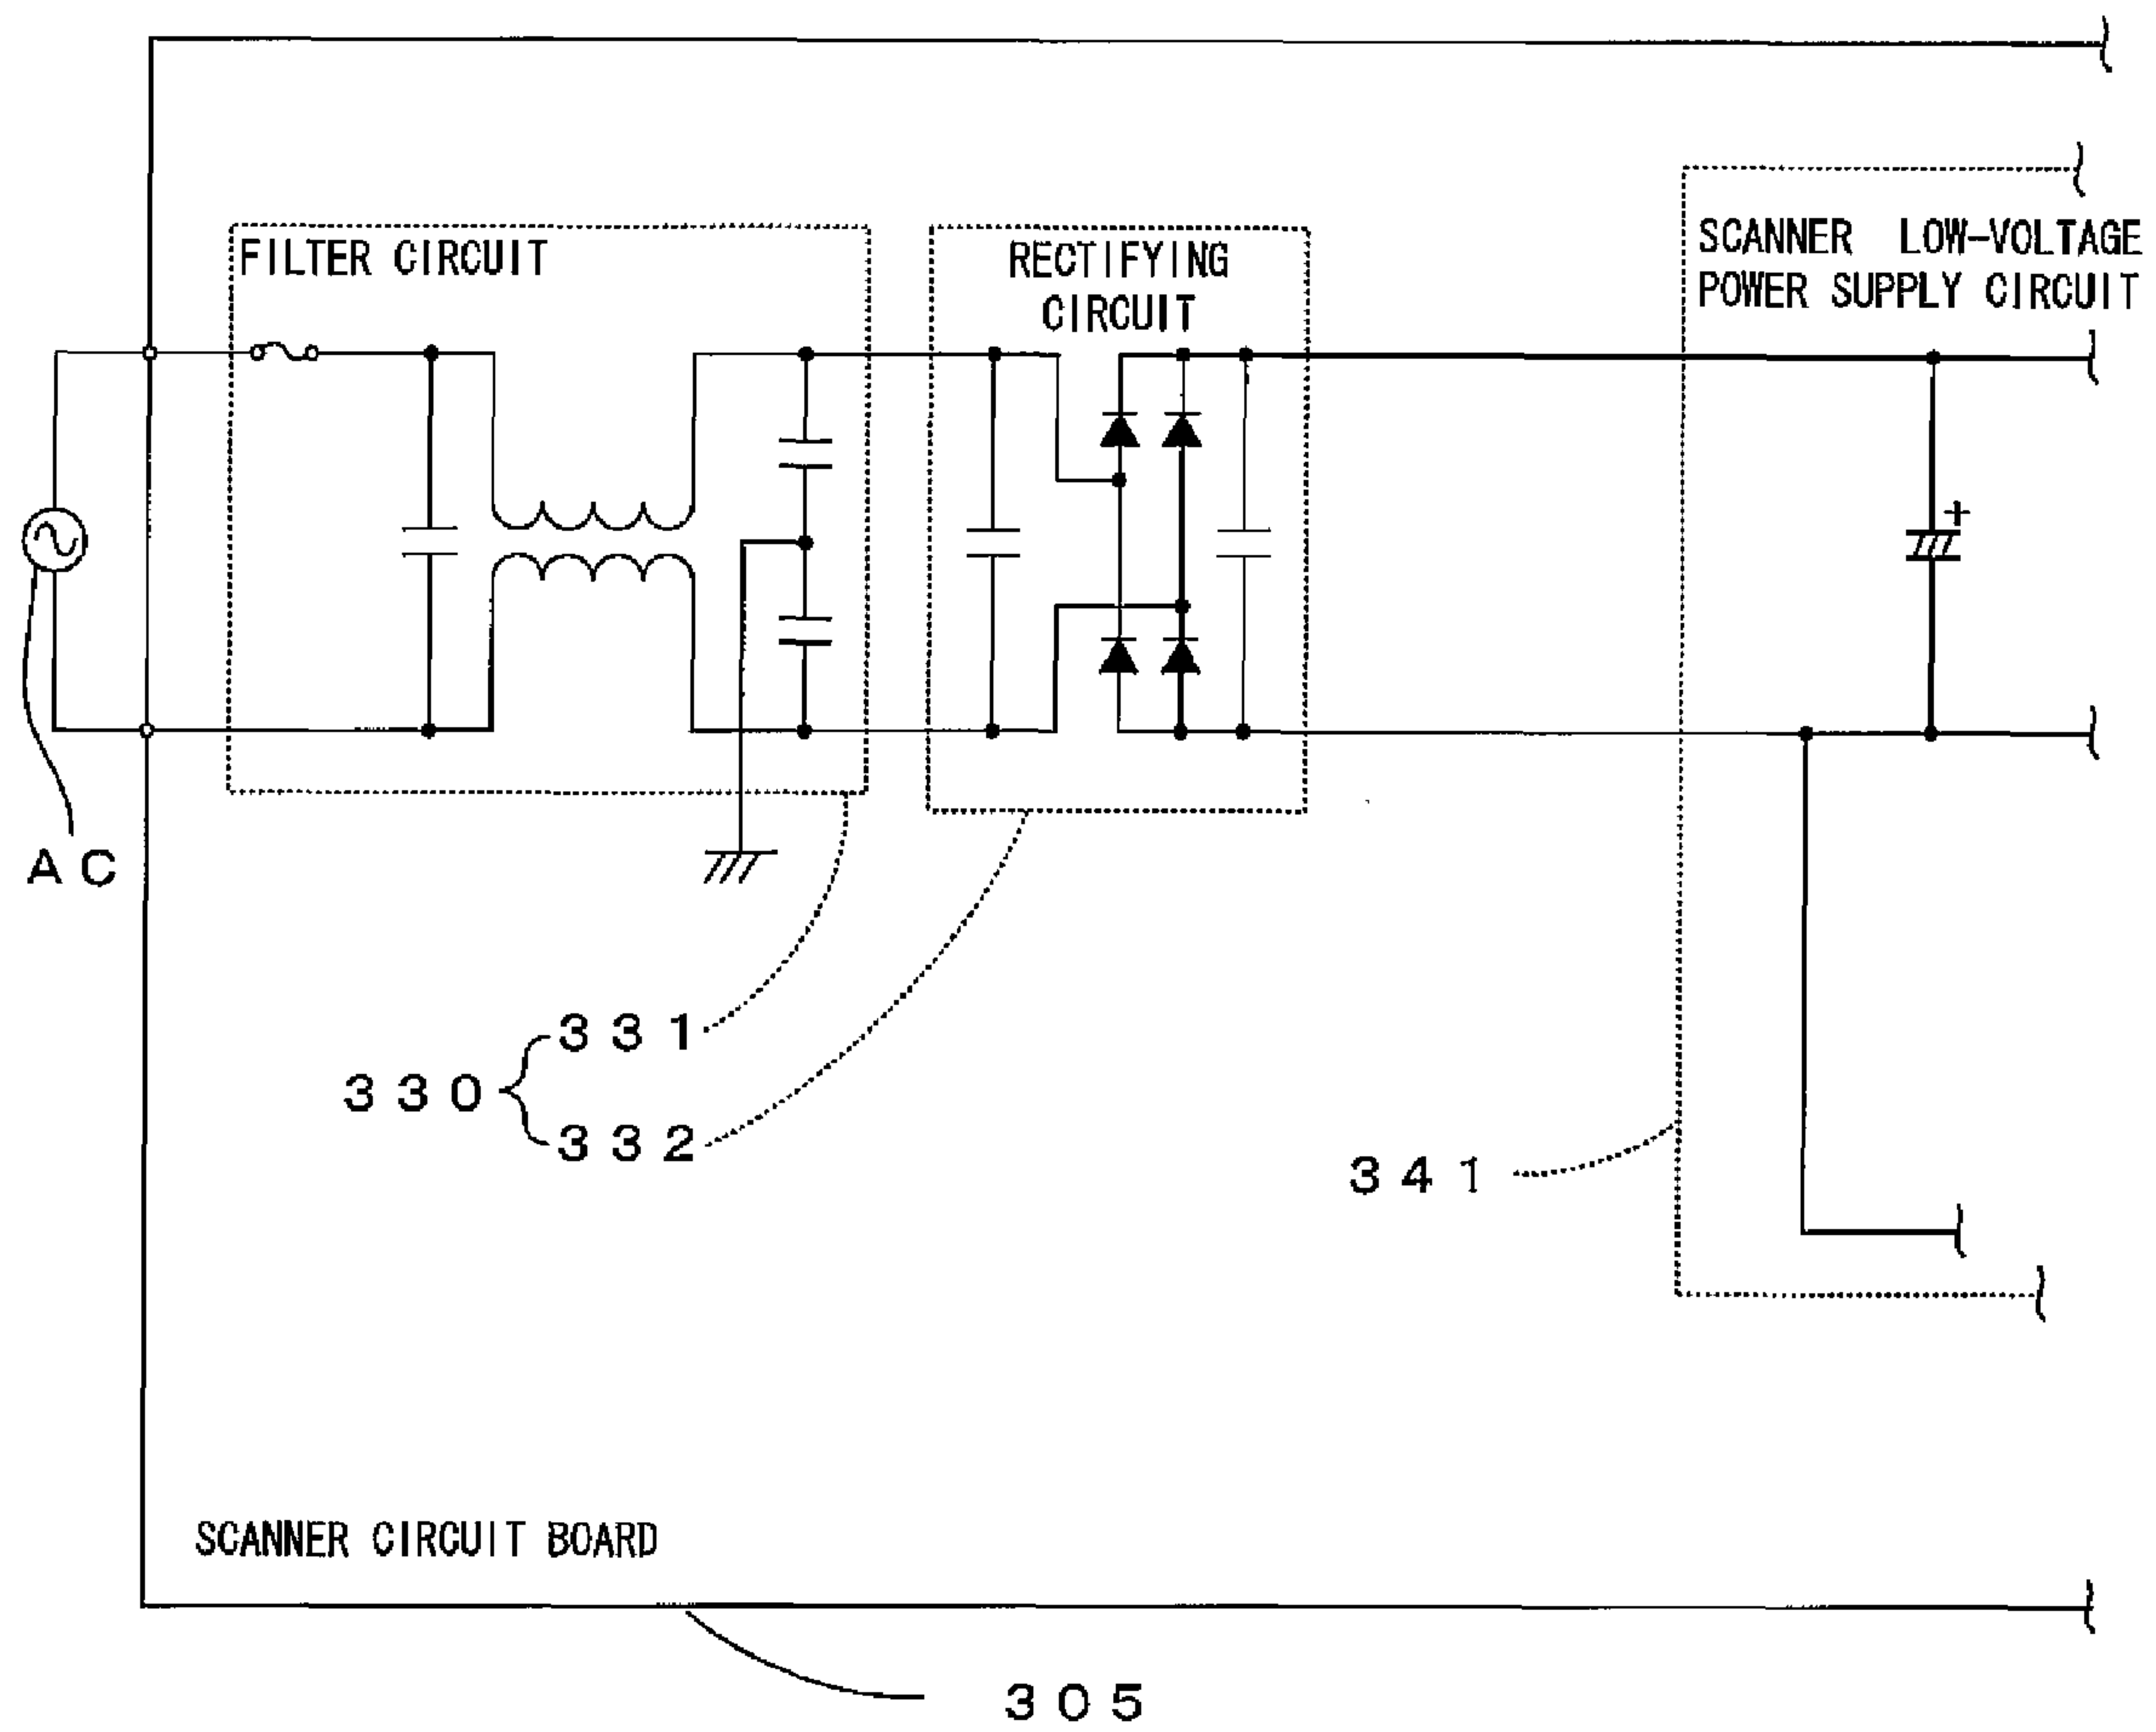 FILTER CIRCUIT
RECTIFYING
CIRCUIT
SCANNER LOW-VOLTAGE
POWER SUPPLY CIRCUIT
+
AC
331
330
332
341
SCANNER CIRCUIT BOARD
305